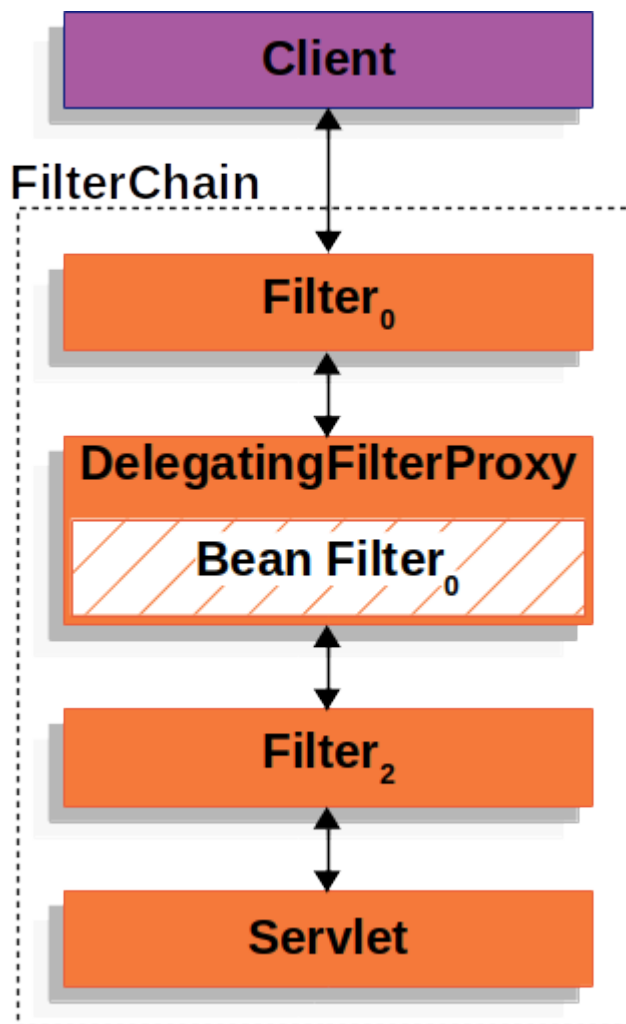 Client
FilterChain
Filter₀
DelegatingFilterProxy
Bean Filter₀
Filter₂
Servlet